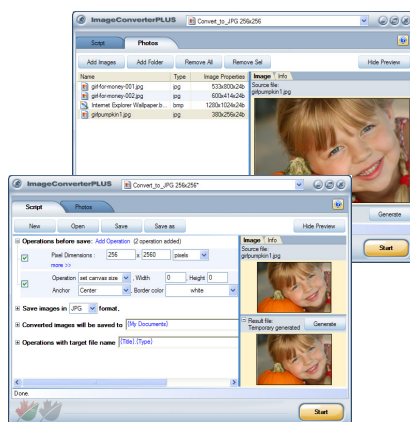 ImageConverterPLUS Convert_to_JPG 256x256
Script Photos
Add Images Add Folder Remove All Remove Sel Hide Preview
Name Type Image Properties Image Info
Source file:
girlpumpkin1.jpg
girl-for-money-001.jpg jpg 533x800x24b
girl-for-money-002.jpg jpg 600x414x24b
Internet Explorer Wallpaper.b... bmp 1280x1024x24b
girlpumpkin1.jpg jpg 380x256x24b
Generate
Start
ImageConverterPLUS Convert_to_JPG 256x256*
Script Photos
New Open Save Save as Hide Preview
Operations before save: Add Operation (2 operation added)
Pixel Dimensions : 256 x 2560 pixels
more >>
Operation set canvas size , Width 0 , Height 0
Anchor Center , Border color white
Save images in JPG format.
Converted images will be saved to {My Documents}
Operations with target file name {Title}.{Type}
Image Info
Source file:
girlpumpkin1.jpg
Result file:
Temporary generated Generate
Done.
Start